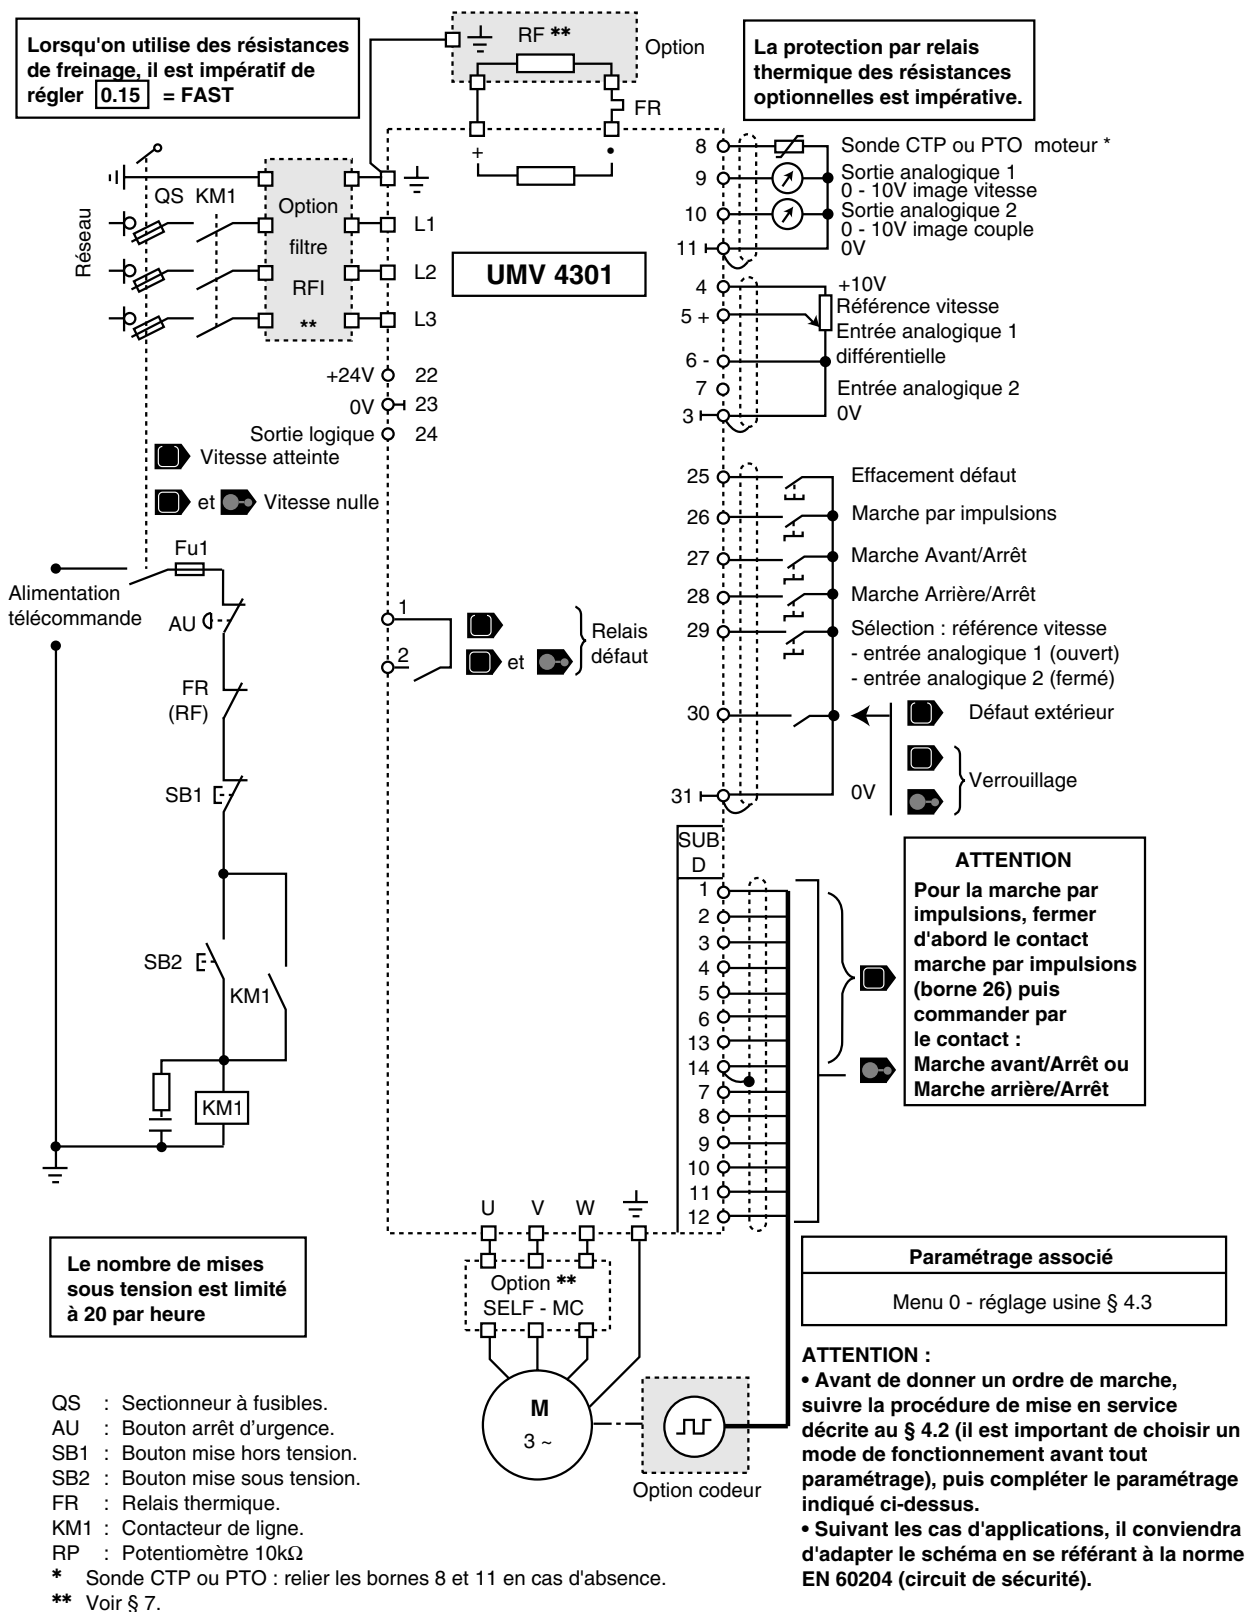 Lorsqu'on utilise des résistances
de freinage, il est impératif de
régler 0.15 = FAST
RF **
Option
FR
+
•
La protection par relais
thermique des résistances
optionnelles est impérative.
Réseau
QS KM1
Option
filtre
RFI
**
L1
L2
L3
UMV 4301
8
Sonde CTP ou PTO moteur *
9
Sortie analogique 1
0 - 10V image vitesse
10
Sortie analogique 2
0 - 10V image couple
11
0V
4
+10V
5 +
Référence vitesse
Entrée analogique 1
6 -
différentielle
7
Entrée analogique 2
3
0V
+24V 22
0V 23
Sortie logique 24
Vitesse atteinte
et Vitesse nulle
25
Effacement défaut
26
Marche par impulsions
27
Marche Avant/Arrêt
28
Marche Arrière/Arrêt
29
Sélection : référence vitesse
- entrée analogique 1 (ouvert)
- entrée analogique 2 (fermé)
30
Défaut extérieur
Verrouillage
31
0V
Fu1
Alimentation
télécommande
AU
FR
(RF)
SB1
SB2
KM1
KM1
1
2
et
Relais
défaut
SUB
D
1
2
3
4
5
6
13
14
7
8
9
10
11
12
ATTENTION
Pour la marche par
impulsions, fermer
d'abord le contact
marche par impulsions
(borne 26) puis
commander par
le contact :
Marche avant/Arrêt ou
Marche arrière/Arrêt
U V W
Option **
SELF - MC
M
3 ~
Option codeur
Le nombre de mises
sous tension est limité
à 20 par heure
Paramétrage associé
Menu 0 - réglage usine § 4.3
ATTENTION :
• Avant de donner un ordre de marche,
suivre la procédure de mise en service
décrite au § 4.2 (il est important de choisir un
mode de fonctionnement avant tout
paramétrage), puis compléter le paramétrage
indiqué ci-dessus.
• Suivant les cas d'applications, il conviendra
d'adapter le schéma en se référant à la norme
EN 60204 (circuit de sécurité).
QS : Sectionneur à fusibles.
AU : Bouton arrêt d'urgence.
SB1 : Bouton mise hors tension.
SB2 : Bouton mise sous tension.
FR : Relais thermique.
KM1 : Contacteur de ligne.
RP : Potentiomètre 10kΩ
* Sonde CTP ou PTO : relier les bornes 8 et 11 en cas d'absence.
** Voir § 7.